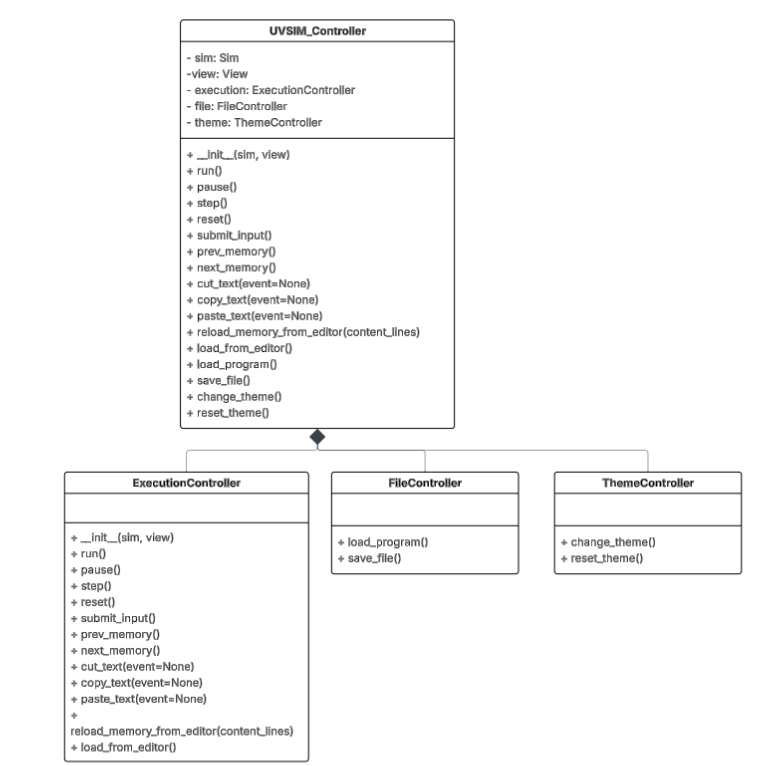 UVSIM_Controller
- sim: Sim
-view: View
- execution: ExecutionController
- file: FileController
- theme: ThemeController
+ __init__(sim, view)
+ run()
+ pause()
+ step()
+ reset()
+ submit_input()
+ prev_memory()
+ next_memory()
+ cut_text(event=None)
+ copy_text(event=None)
+ paste_text(event=None)
+ reload_memory_from_editor(content_lines)
+ load_from_editor()
+ load_program()
+ save_file()
+ change_theme()
+ reset_theme()
ExecutionController
+ __init__(sim, view)
+ run()
+ pause()
+ step()
+ reset()
+ submit_input()
+ prev_memory()
+ next_memory()
+ cut_text(event=None)
+ copy_text(event=None)
+ paste_text(event=None)
+
reload_memory_from_editor(content_lines)
+ load_from_editor()
FileController
+ load_program()
+ save_file()
ThemeController
+ change_theme()
+ reset_theme()